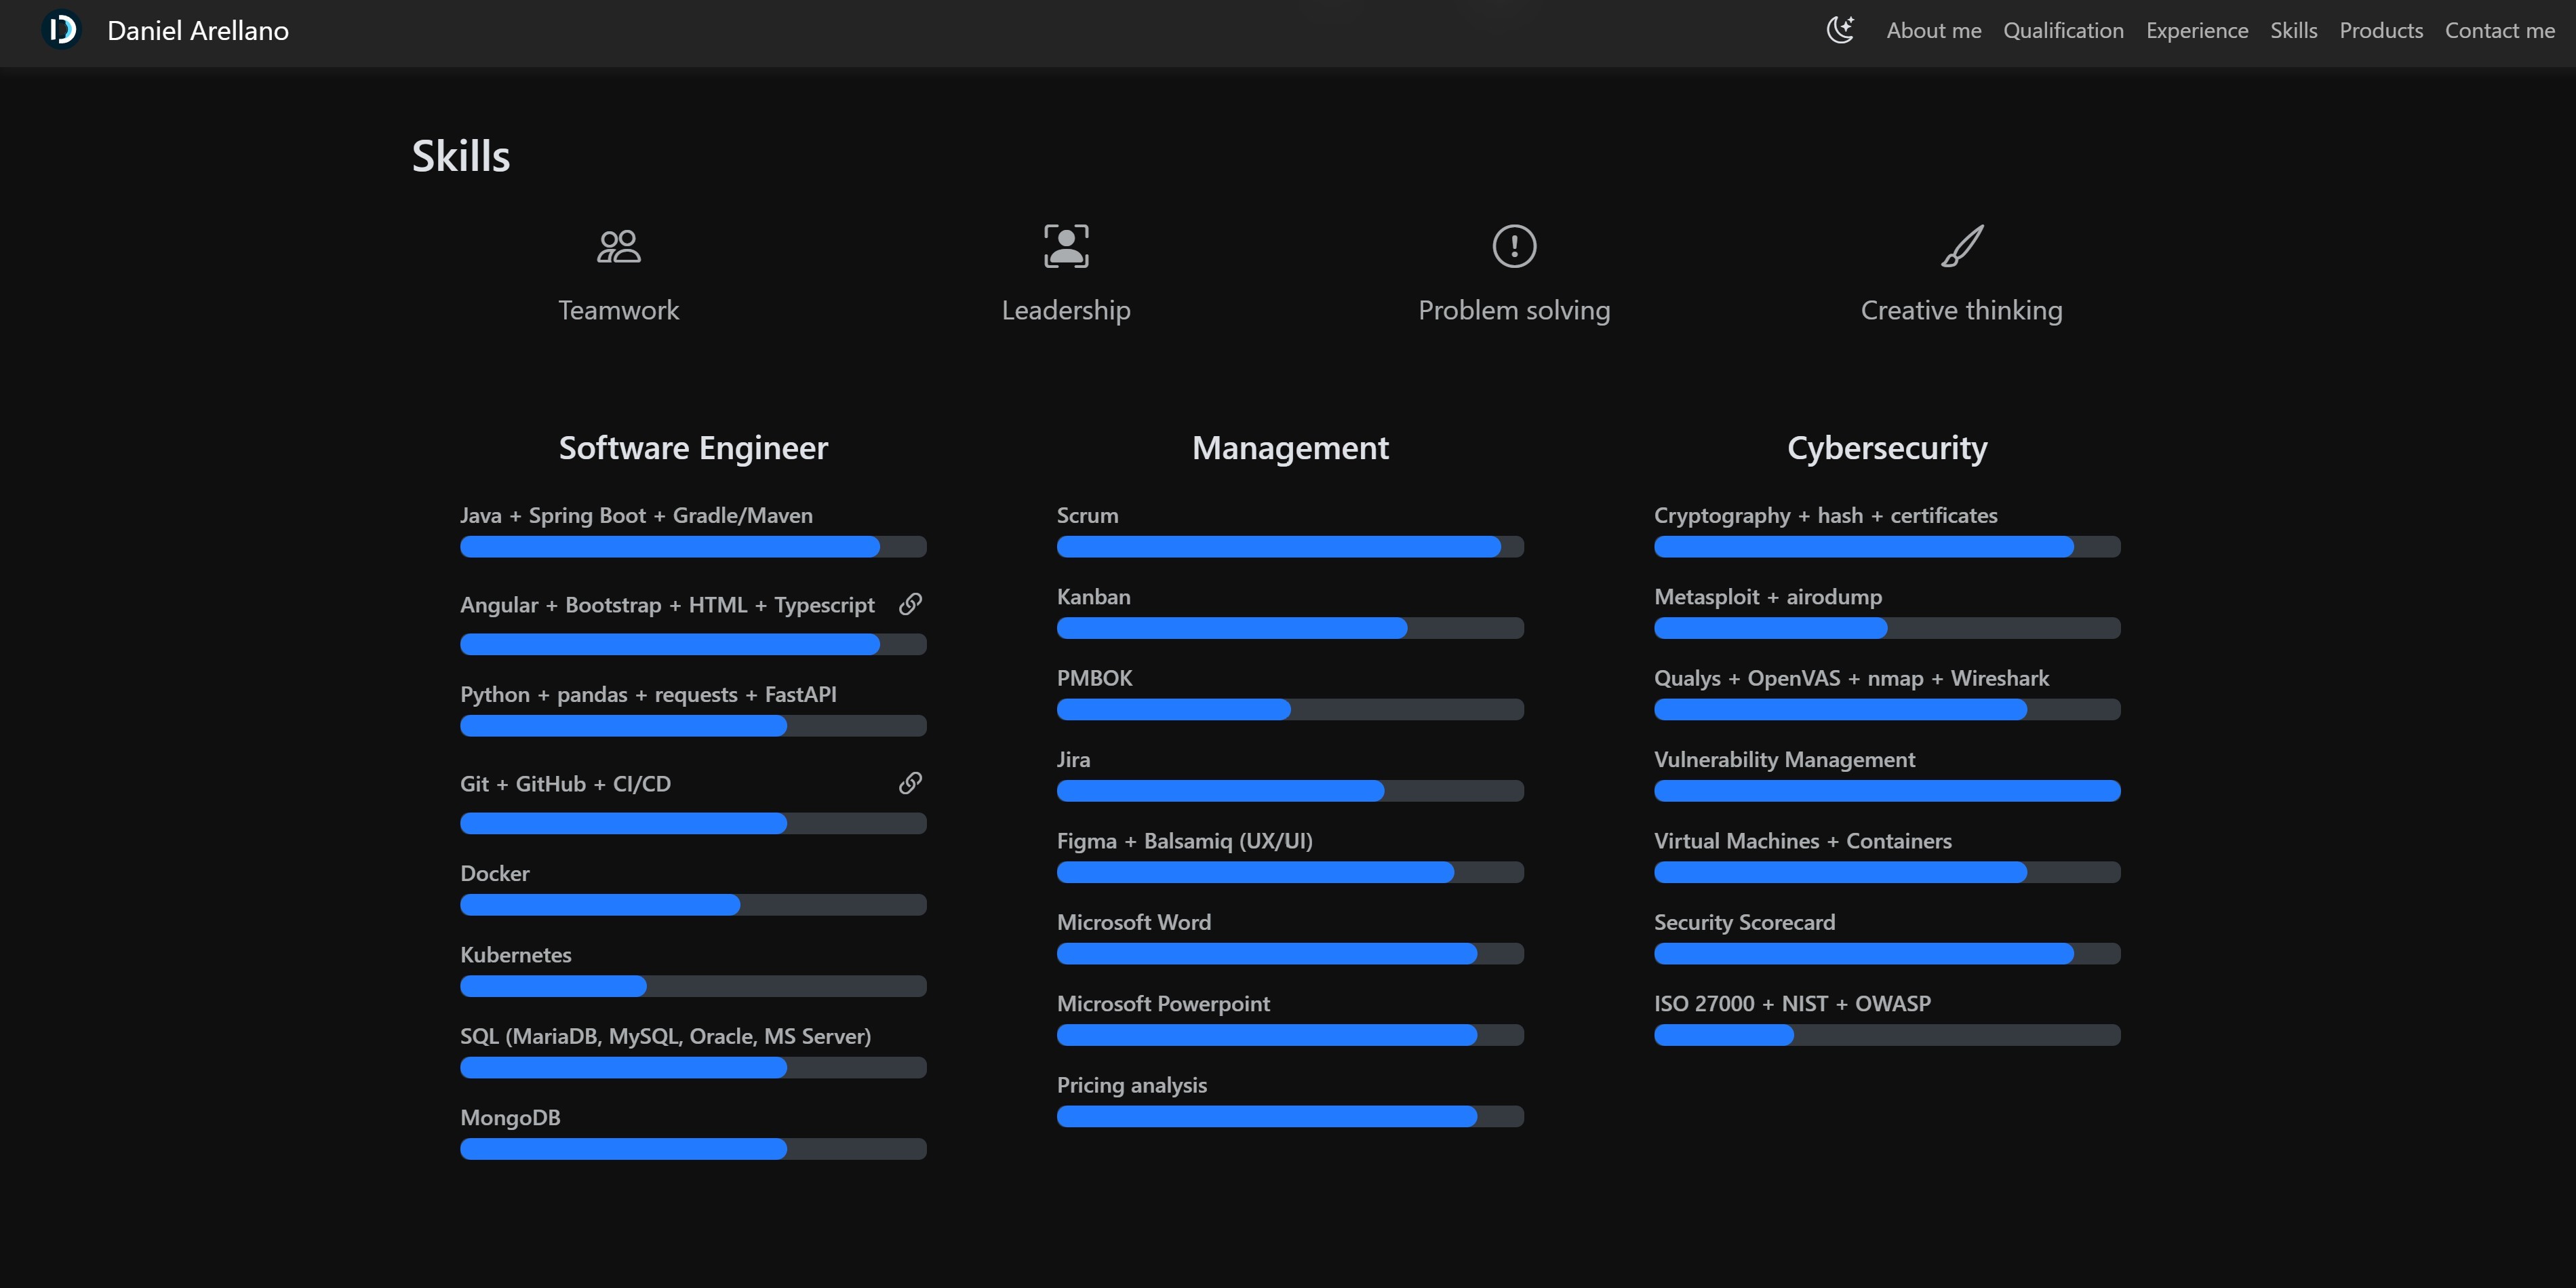 Daniel Arellano
About me
Qualification
Experience
Skills
Products
Contact me
Skills
Teamwork
Leadership
Problem solving
Creative thinking
Software Engineer
Java + Spring Boot + Gradle/Maven
Angular + Bootstrap + HTML + Typescript
Python + pandas + requests + FastAPI
Git + GitHub + CI/CD
Docker
Kubernetes
SQL (MariaDB, MySQL, Oracle, MS Server)
MongoDB
Management
Scrum
Kanban
PMBOK
Jira
Figma + Balsamiq (UX/UI)
Microsoft Word
Microsoft Powerpoint
Pricing analysis
Cybersecurity
Cryptography + hash + certificates
Metasploit + airodump
Qualys + OpenVAS + nmap + Wireshark
Vulnerability Management
Virtual Machines + Containers
Security Scorecard
ISO 27000 + NIST + OWASP